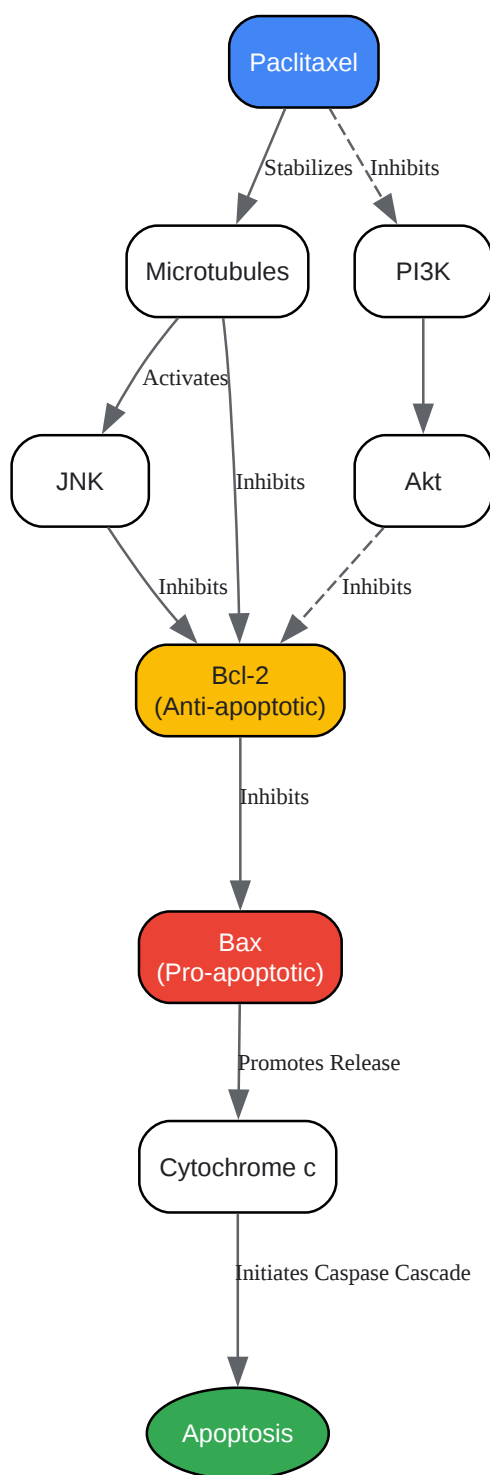 Paclitaxel
Stabilizes
Inhibits
Microtubules
PI3K
Activates
JNK
Inhibits
Akt
Inhibits
Inhibits
Bcl-2
(Anti-apoptotic)
Inhibits
Bax
(Pro-apoptotic)
Promotes Release
Cytochrome c
Initiates Caspase Cascade
Apoptosis